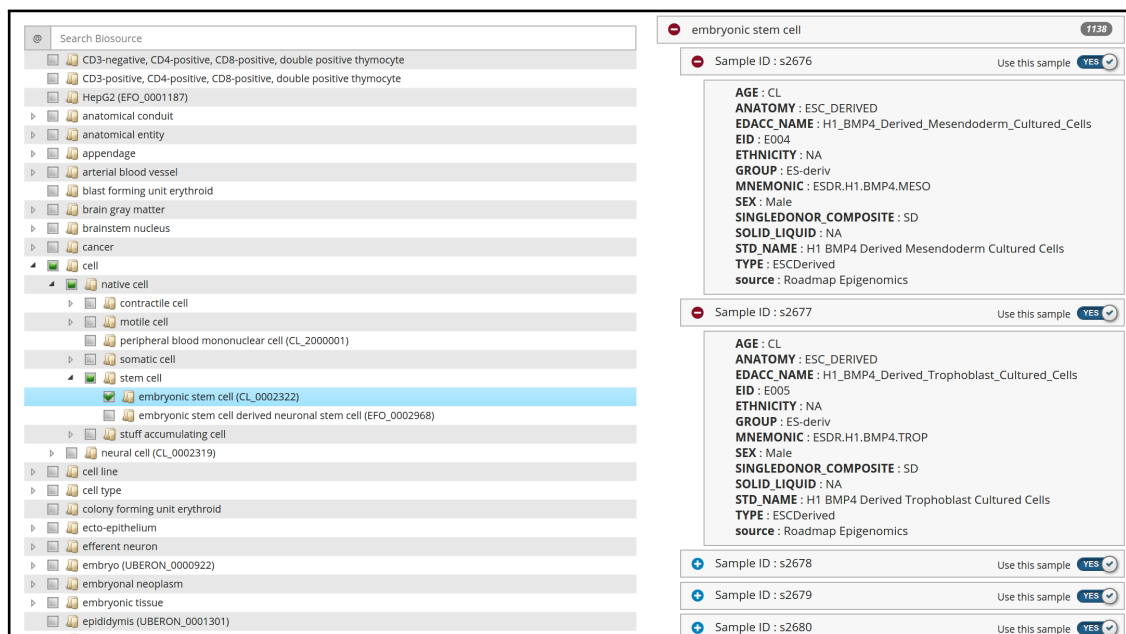 @ Search Biosource
CD3-negative, CD4-positive, CD8-positive, double positive thymocyte
CD3-positive, CD4-positive, CD8-positive, double positive thymocyte
HepG2 (EFO_0001187)
anatomical conduit
anatomical entity
appendage
arterial blood vessel
blast forming unit erythroid
brain gray matter
brainstem nucleus
cancer
cell
native cell
contractile cell
motile cell
peripheral blood mononuclear cell (CL_2000001)
somatic cell
stem cell
embryonic stem cell (CL_0002322)
embryonic stem cell derived neuronal stem cell (EFO_0002968)
stuff accumulating cell
neural cell (CL_0002319)
cell line
cell type
colony forming unit erythroid
ecto-epithelium
efferent neuron
embryo (UBERON_0000922)
embryonal neoplasm
embryonic tissue
epididymis (UBERON_0001301)
embryonic stem cell 1138
Sample ID : s2676 Use this sample YES
AGE : CL
ANATOMY : ESC_DERIVED
EDACC_NAME : H1_BMP4_Derived_Mesendoderm_Cultured_Cells
EID : E004
ETHNICITY : NA
GROUP : ES-deriv
MNEMONIC : ESDR.H1.BMP4.MESO
SEX : Male
SINGLEDONOR_COMPOSITE : SD
SOLID_LIQUID : NA
STD_NAME : H1 BMP4 Derived Mesendoderm Cultured Cells
TYPE : ESCDerived
source : Roadmap Epigenomics
Sample ID : s2677 Use this sample YES
AGE : CL
ANATOMY : ESC_DERIVED
EDACC_NAME : H1_BMP4_Derived_Trophoblast_Cultured_Cells
EID : E005
ETHNICITY : NA
GROUP : ES-deriv
MNEMONIC : ESDR.H1.BMP4.TROP
SEX : Male
SINGLEDONOR_COMPOSITE : SD
SOLID_LIQUID : NA
STD_NAME : H1 BMP4 Derived Trophoblast Cultured Cells
TYPE : ESCDerived
source : Roadmap Epigenomics
Sample ID : s2678 Use this sample YES
Sample ID : s2679 Use this sample YES
Sample ID : s2680 Use this sample YES